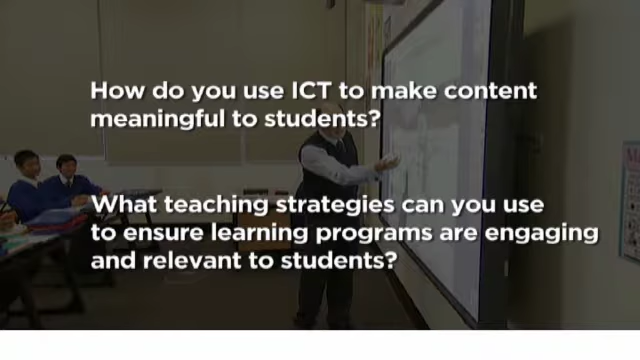 How do you use ICT to make content
meaningful to students?
What teaching strategies can you use
to ensure learning programs are engaging
and relevant to students?